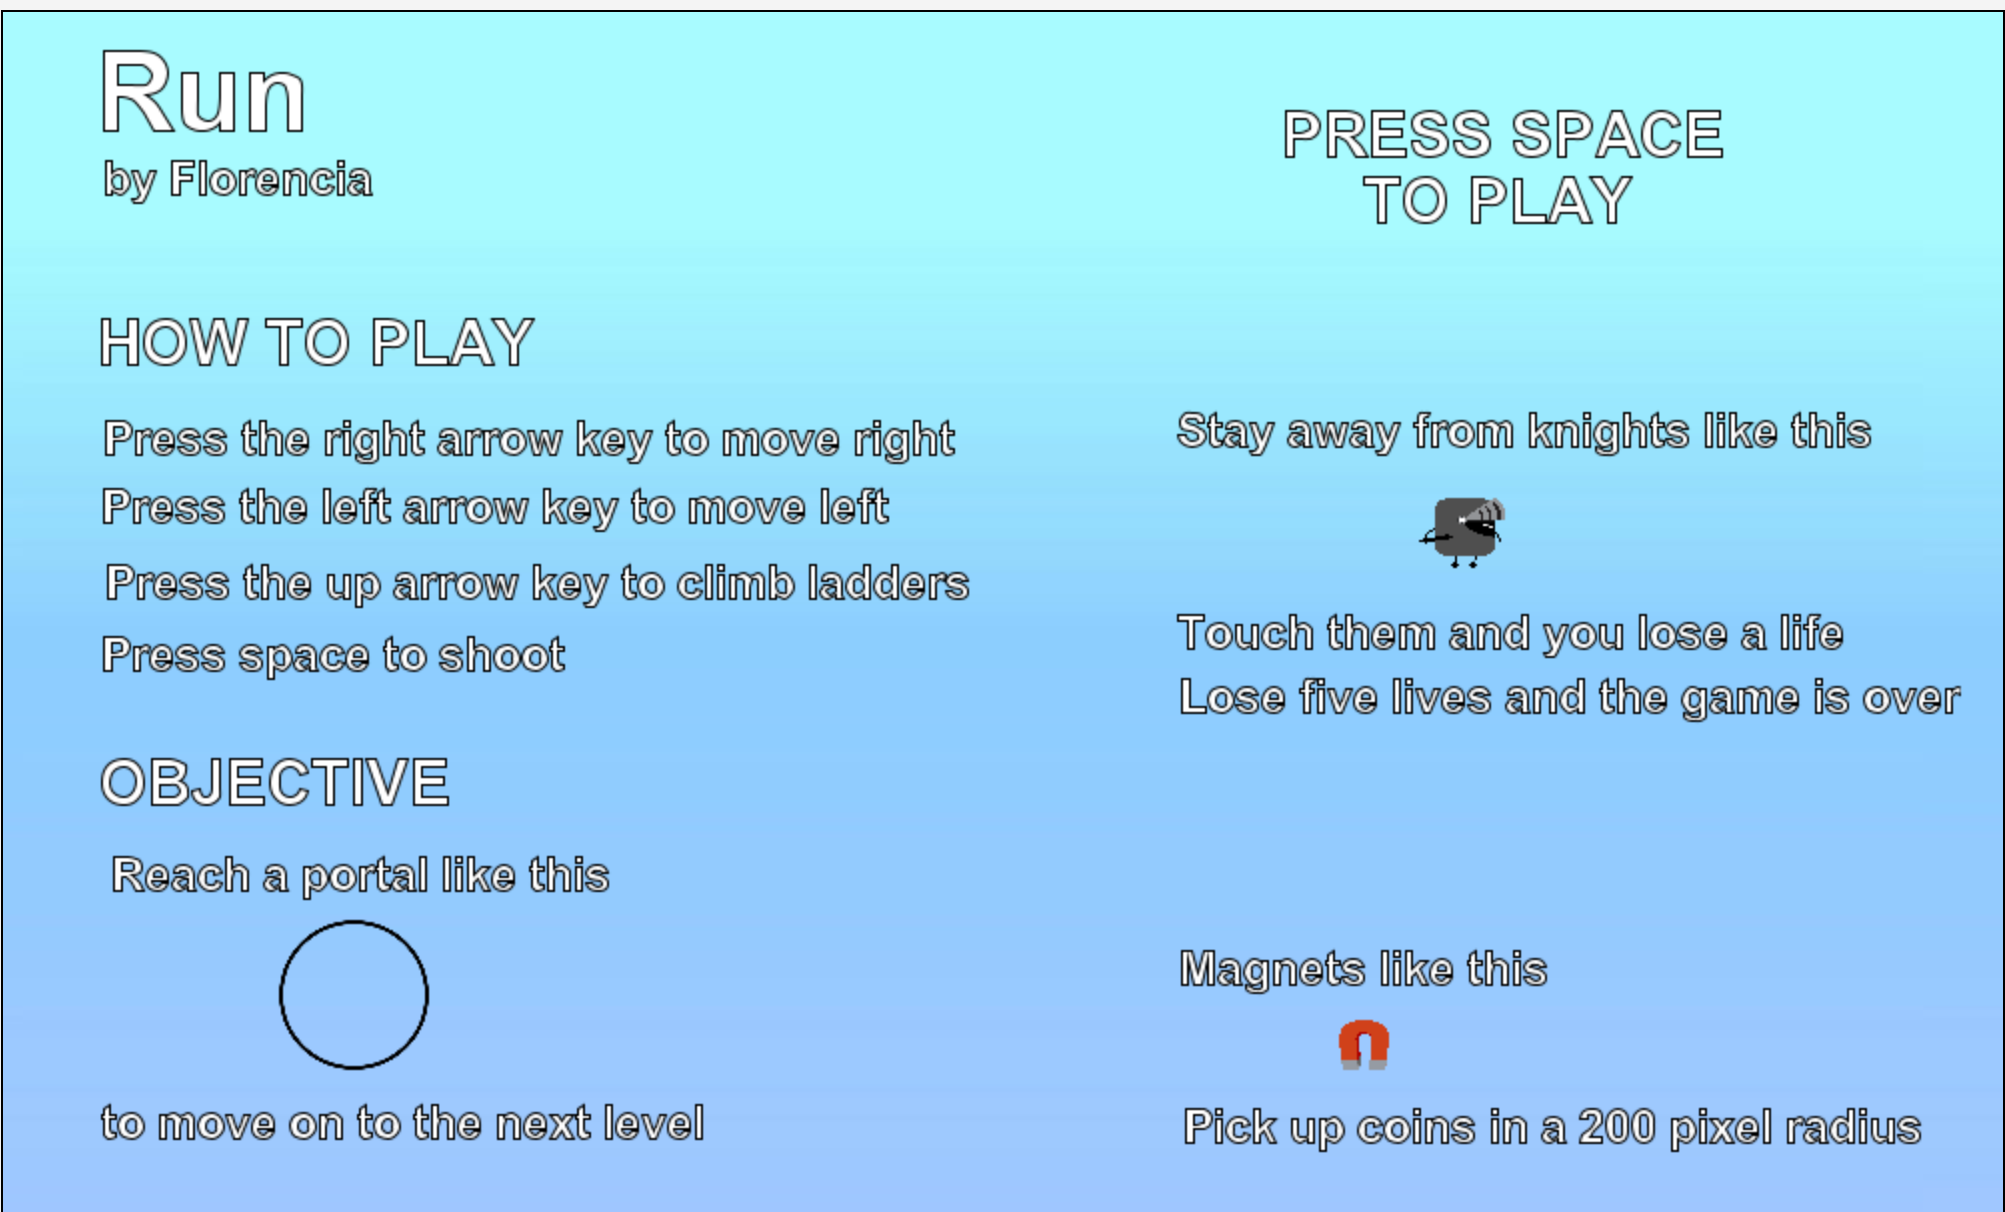 Run
by Florencia
PRESS SPACE
TO PLAY
HOW TO PLAY
Press the right arrow key to move right
Press the left arrow key to move left
Press the up arrow key to climb ladders
Press space to shoot
OBJECTIVE
Reach a portal like this
to move on to the next level
Stay away from knights like this
Touch them and you lose a life
Lose five lives and the game is over
Magnets like this
Pick up coins in a 200 pixel radius